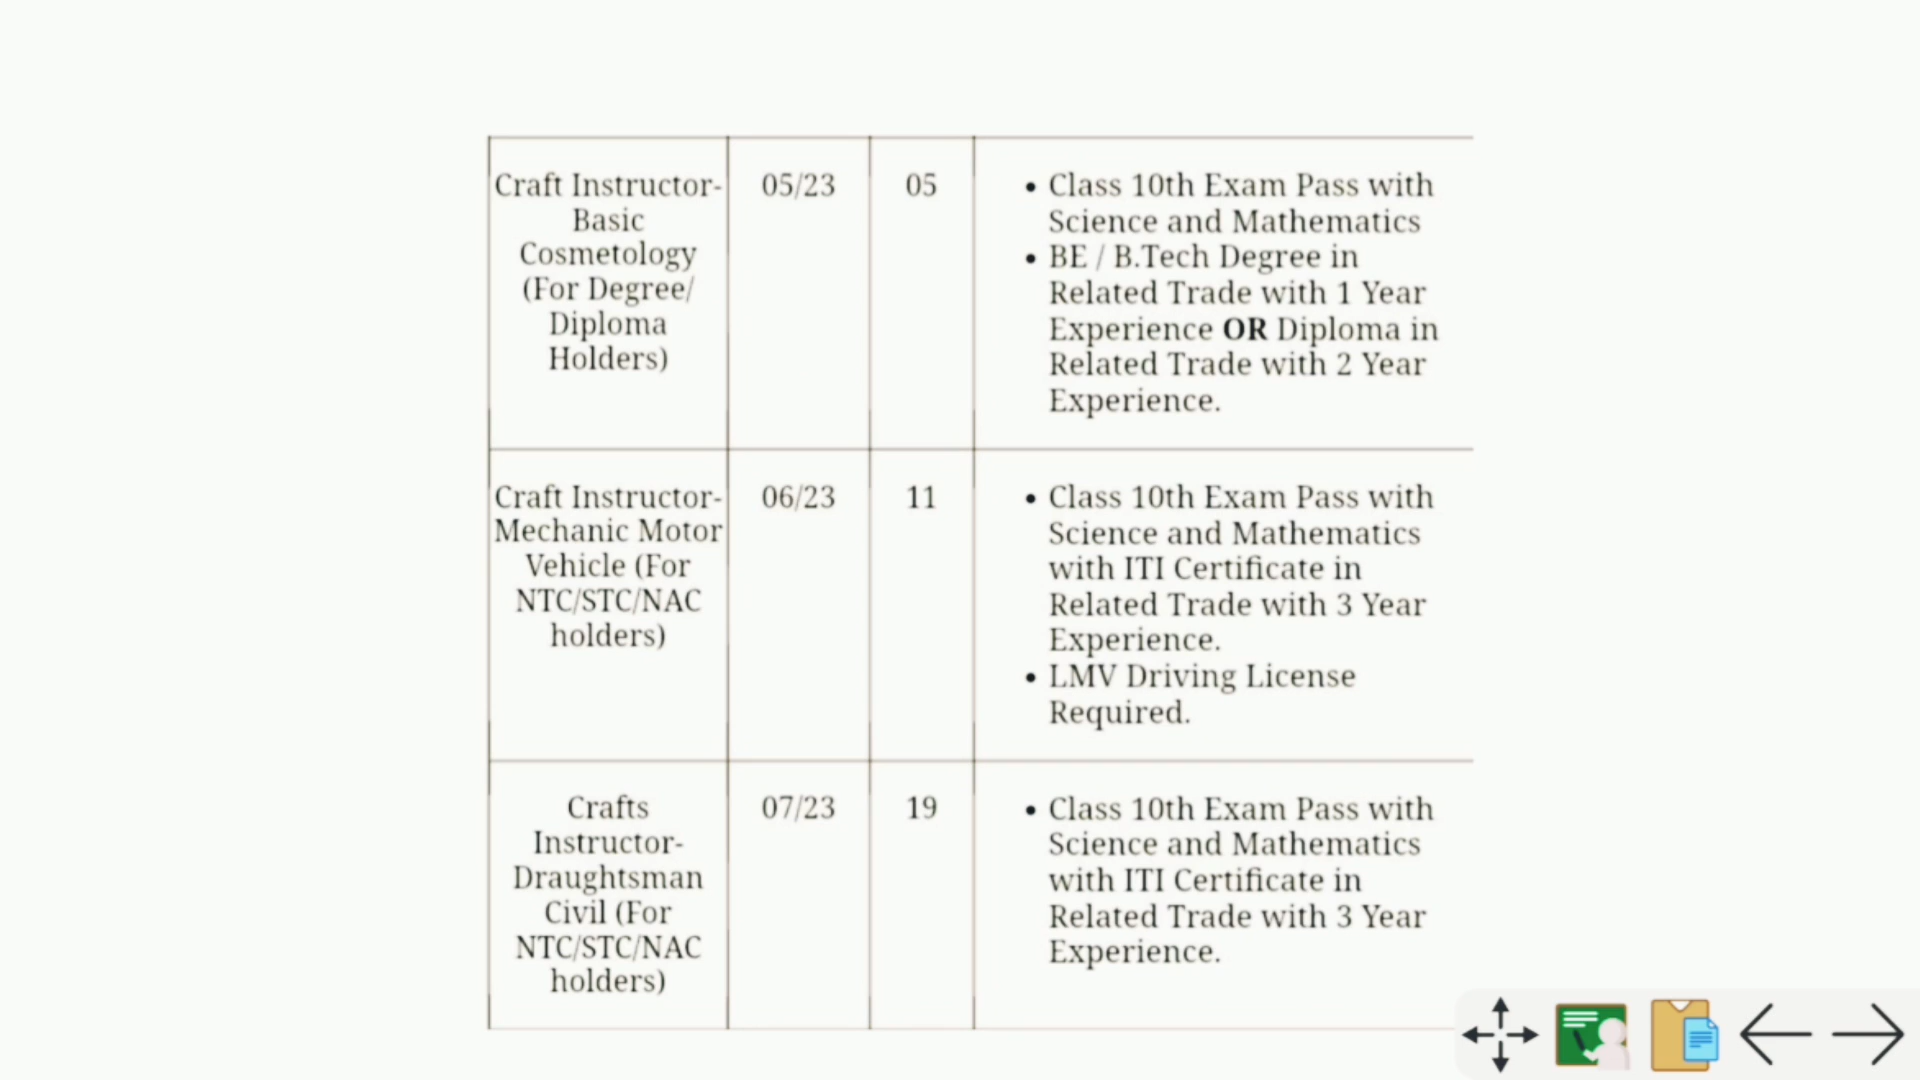 Craft Instructor-
Basic
Cosmetology
(For Degree/
Diploma
Holders)
05/23
05
• Class 10th Exam Pass with
Science and Mathematics
• BE / B.Tech Degree in
Related Trade with 1 Year
Experience OR Diploma in
Related Trade with 2 Year
Experience.
Craft Instructor-
Mechanic Motor
Vehicle (For
NTC/STC/NAC
holders)
06/23
11
• Class 10th Exam Pass with
Science and Mathematics
with ITI Certificate in
Related Trade with 3 Year
Experience.
• LMV Driving License
Required.
Crafts
Instructor-
Draughtsman
Civil (For
NTC/STC/NAC
holders)
07/23
19
• Class 10th Exam Pass with
Science and Mathematics
with ITI Certificate in
Related Trade with 3 Year
Experience.